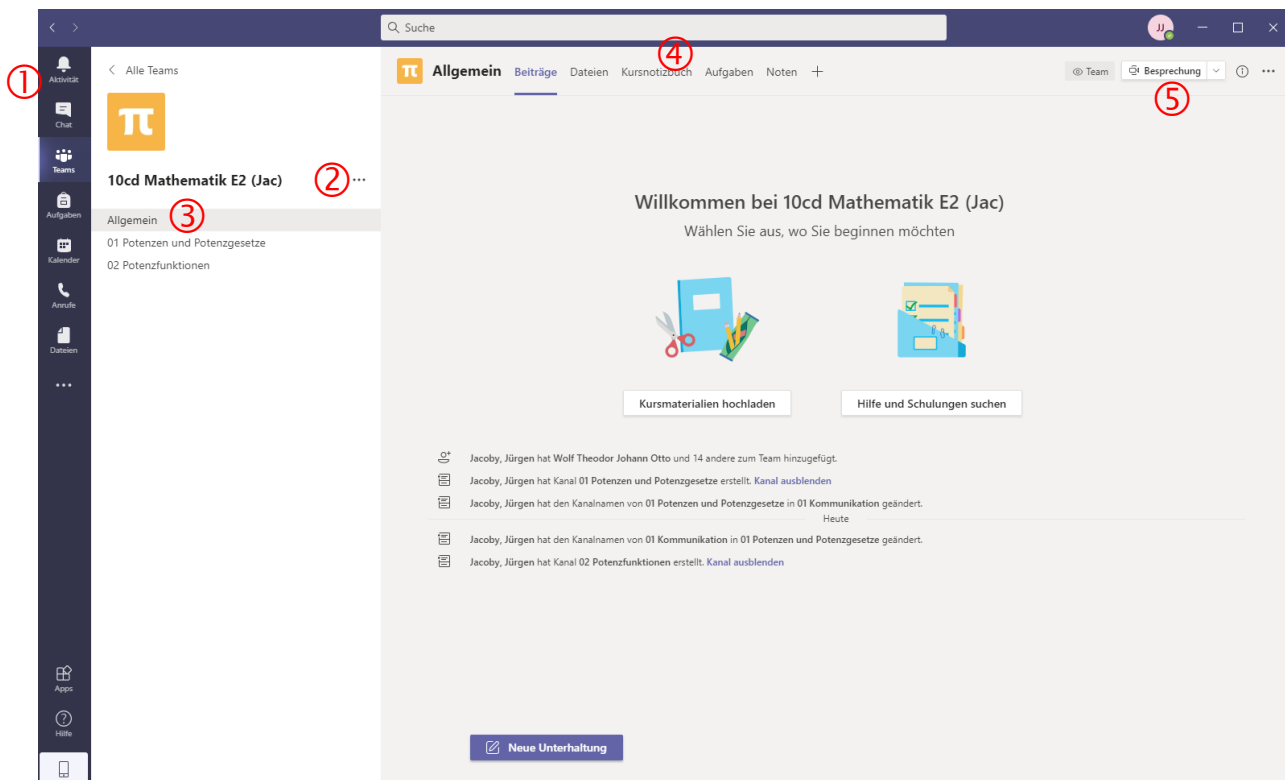 Suche
JJ
①
Aktivität
Chat
Teams
Aufgaben
Kalender
Anrufe
Dateien
Apps
Hilfe
Alle Teams
π
10cd Mathematik E2 (Jac) ② ...
Allgemein ③
01 Potenzen und Potenzgesetze
02 Potenzfunktionen
④
π Allgemein Beiträge Dateien Kursnotizbuch Aufgaben Noten +
Team Besprechung
⑤
Willkommen bei 10cd Mathematik E2 (Jac)
Wählen Sie aus, wo Sie beginnen möchten
Kursmaterialien hochladen Hilfe und Schulungen suchen
Jacoby, Jürgen hat Wolf Theodor Johann Otto und 14 andere zum Team hinzugefügt.
Jacoby, Jürgen hat Kanal 01 Potenzen und Potenzgesetze erstellt. Kanal ausblenden
Jacoby, Jürgen hat den Kanalnamen von 01 Potenzen und Potenzgesetze in 01 Kommunikation geändert.
Heute
Jacoby, Jürgen hat den Kanalnamen von 01 Kommunikation in 01 Potenzen und Potenzgesetze geändert.
Jacoby, Jürgen hat Kanal 02 Potenzfunktionen erstellt. Kanal ausblenden
Neue Unterhaltung